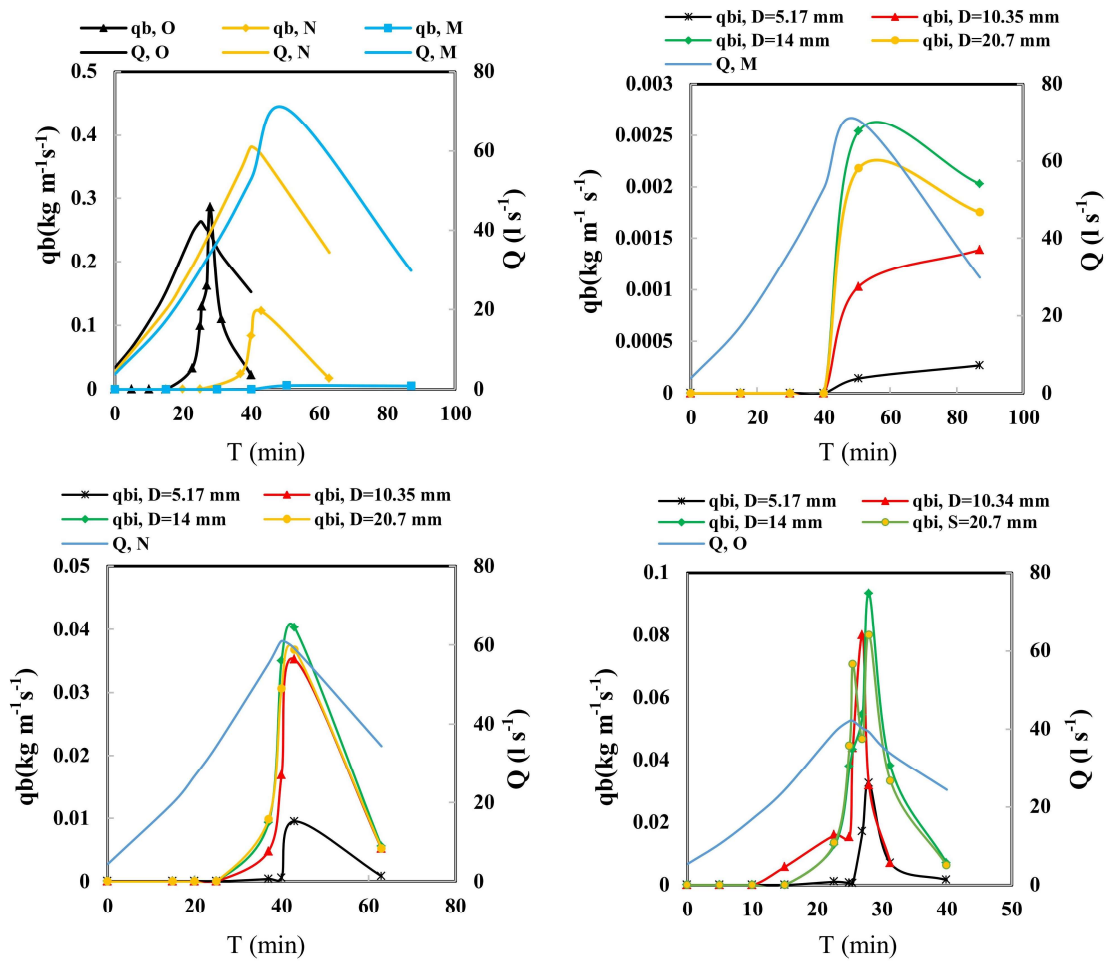 qb, O qb, N qb, M
Q, O Q, N Q, M
0.5 80
0.4
60
0.3
40
0.2
20
0.1
0 0
0 20 40 60 80 100
qb(kg m-1s-1)
Q (l s-1)
T (min)
qbi, D=5.17 mm qbi, D=10.35 mm
qbi, D=14 mm qbi, D=20.7 mm
Q, M
0.003 80
0.0025
60
0.002
0.0015 40
0.001
20
0.0005
0 0
0 20 40 60 80 100
qb(kg m-1 s-1)
Q (l s-1)
T (min)
qbi, D=5.17 mm qbi, D=10.35 mm
qbi, D=14 mm qbi, D=20.7 mm
Q, N
0.05 80
0.04
60
0.03
40
0.02
20
0.01
0 0
0 20 40 60 80
qb(kg m-1s-1)
Q (l s-1)
T (min)
qbi, D=5.17 mm qbi, D=10.34 mm
qbi, D=14 mm qbi, S=20.7 mm
Q, O
0.1 80
0.08
60
0.06
40
0.04
20
0.02
0 0
0 10 20 30 40 50
qb(kg m-1s-1)
Q (l s-1)
T (min)